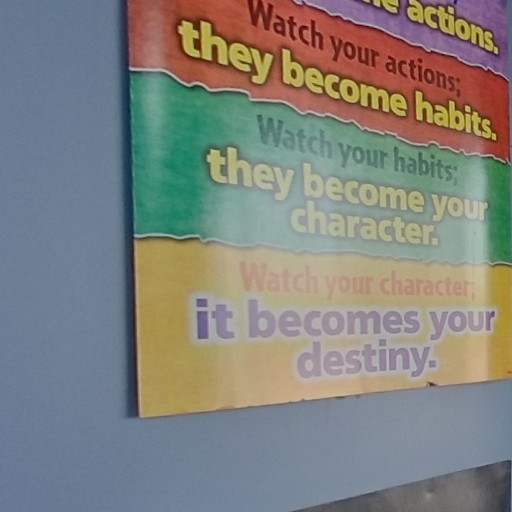 actions.
Watch your actions;
they become habits.
Watch your habits;
they become your
character.
Watch your character;
it becomes your
destiny.